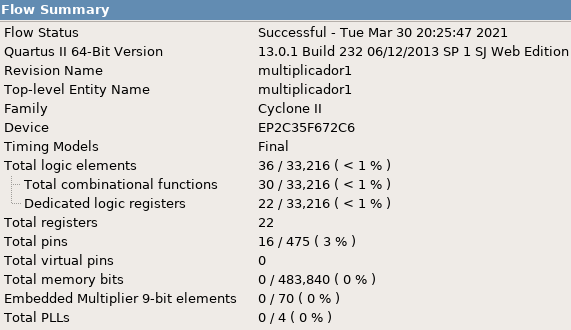 Flow Summary
Flow Status Successful - Tue Mar 30 20:25:47 2021
Quartus II 64-Bit Version 13.0.1 Build 232 06/12/2013 SP 1 SJ Web Edition
Revision Name multiplicador1
Top-level Entity Name multiplicador1
Family Cyclone II
Device EP2C35F672C6
Timing Models Final
Total logic elements 36 / 33,216 ( < 1 % )
Total combinational functions 30 / 33,216 ( < 1 % )
Dedicated logic registers 22 / 33,216 ( < 1 % )
Total registers 22
Total pins 16 / 475 ( 3 % )
Total virtual pins 0
Total memory bits 0 / 483,840 ( 0 % )
Embedded Multiplier 9-bit elements 0 / 70 ( 0 % )
Total PLLs 0 / 4 ( 0 % )